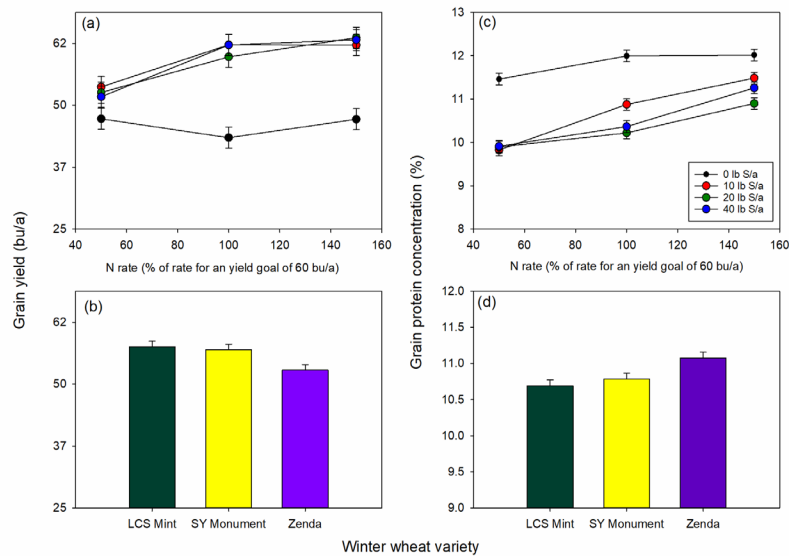 (a)
62
50
37
25
40 60 80 100 120 140 160
N rate (% of rate for an yield goal of 60 bu/a)
Grain yield (bu/a)
(c)
13
12
11
10
9
8
0 lb S/a
10 lb S/a
20 lb S/a
40 lb S/a
40 60 80 100 120 140 160
N rate (% of rate for an yield goal of 60 bu/a)
Grain protein concentration (%)
(b)
62
50
37
25
LCS Mint SY Monument Zenda
(d)
12.0
11.5
11.0
10.5
10.0
9.5
9.0
LCS Mint SY Monument Zenda
Winter wheat variety